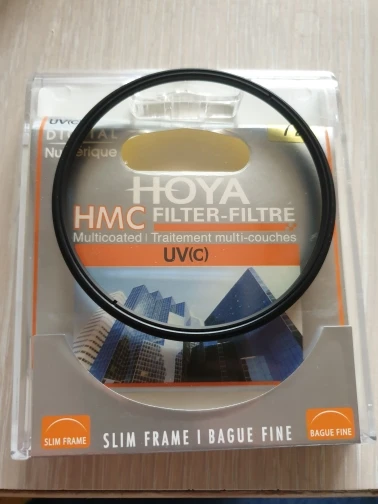 UV(C)
DIGITAL
Numérique
HOYA
HMC FILTER-FILTRE
Multicoated | Traitement multi-couches
UV(C)
SLIM FRAME
SLIM FRAME | BAGUE FINE
BAGUE FINE